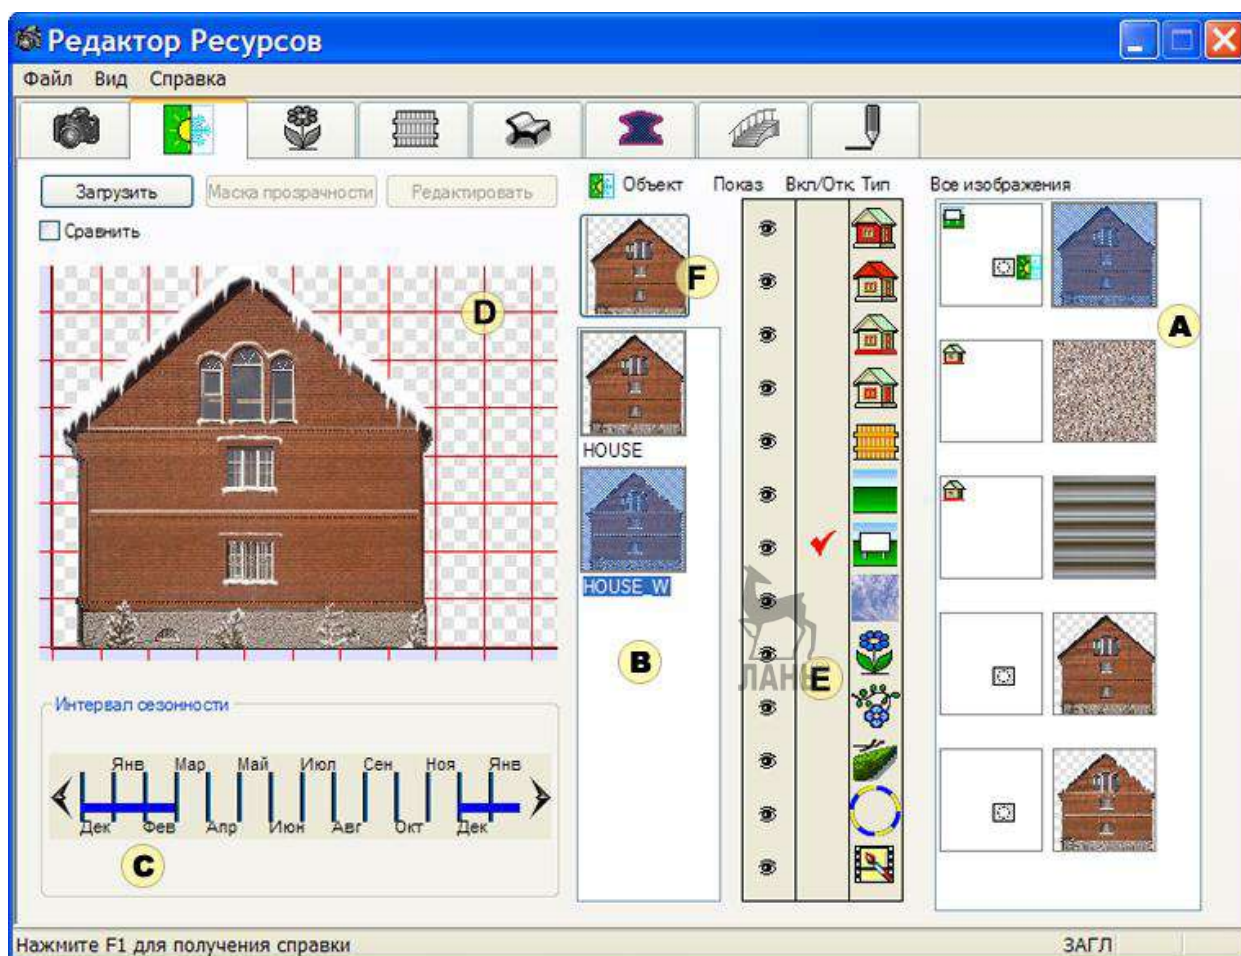 Редактор Ресурсов
Файл Вид Справка
Загрузить Маска прозрачности Редактировать
Сравнить
Объект Показ Вкл/Отк Тип Все изображения
F
D
A
HOUSE
HOUSE_W
B
ЛАНЬ
E
Интервал сезонности
Янв Мар Май Июл Сен Ноя Янв
Дек Фев Апр Июн Авг Окт Дек
C
Нажмите F1 для получения справки ЗАГЛ